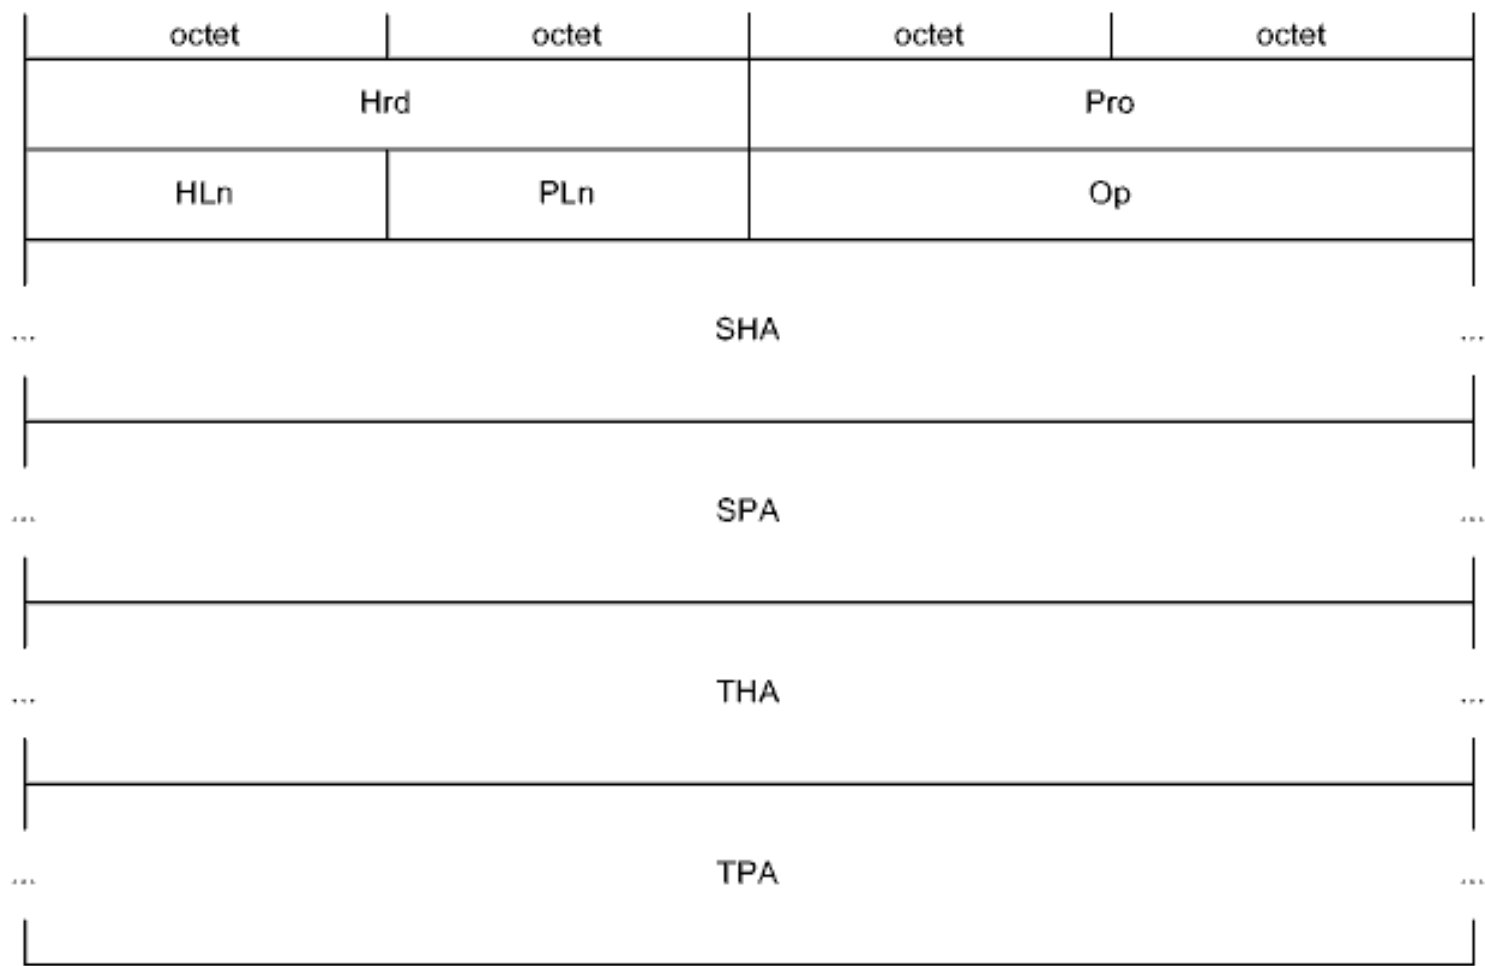 octet octet octet octet
Hrd Pro
HLn PLn Op
... SHA ...
... SPA ...
... THA ...
... TPA ...